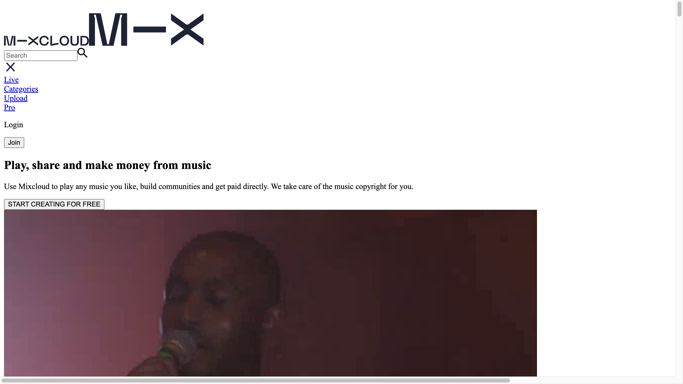 M—XCLOUD M—X
Search
Live
Categories
Upload
Pro
Login
Join
Play, share and make money from music
Use Mixcloud to play any music you like, build communities and get paid directly. We take care of the music copyright for you.
START CREATING FOR FREE